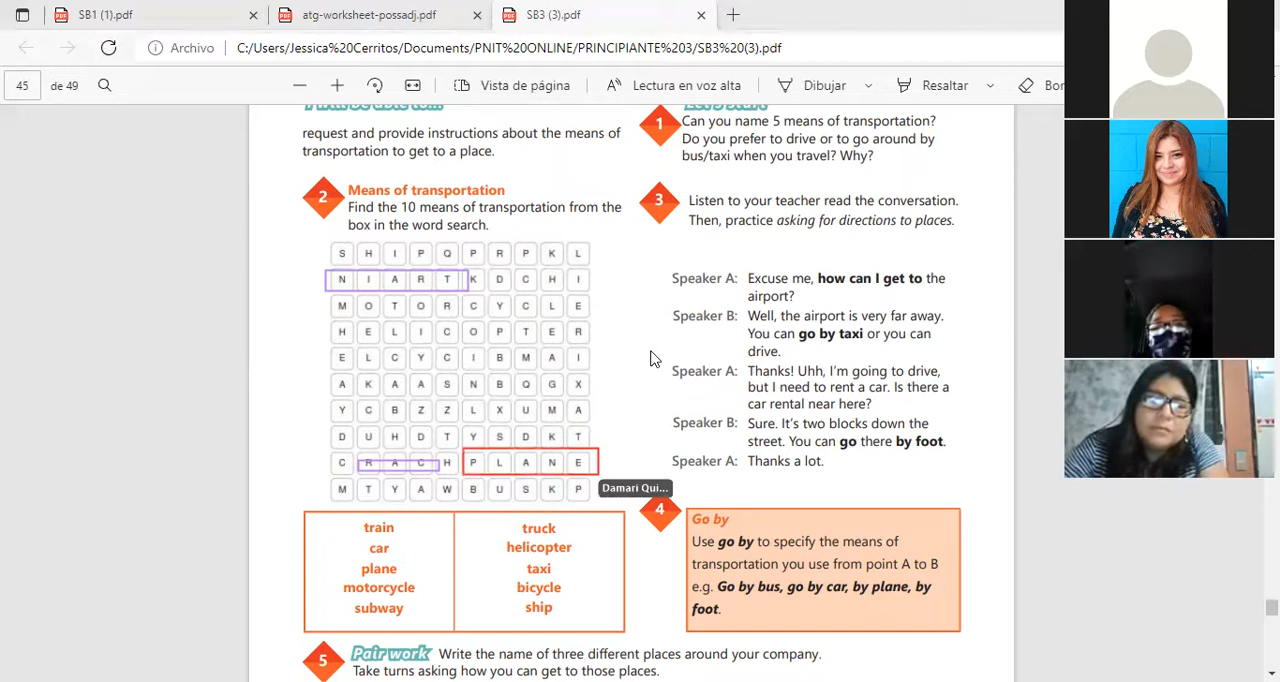 SB1 (1).pdf
atg-worksheet-possadj.pdf
SB3 (3).pdf
Archivo
C:/Users/Jessica%20Cerritos/Documents/PNIT%20ONLINE/PRINCIPIANTE%203/SB3%20(3).pdf
45 de 49
Vista de página
Lectura en voz alta
Dibujar
Resaltar
request and provide instructions about the means of
transportation to get to a place.
2 Means of transportation
Find the 10 means of transportation from the
box in the word search.
S H I P Q P R P K L
N I A R T K D C H I
M O T O R C Y C L E
H E L I C O P T E R
E L C Y C I B M A I
A K A A S N B Q G X
Y C B Z Z L X U M A
D U H D T Y S D K T
C R A C H P L A N E
M T Y A W B U S K P
Damari Qui...
train
car
plane
motorcycle
subway
truck
helicopter
taxi
bicycle
ship
1 Can you name 5 means of transportation?
Do you prefer to drive or to go around by
bus/taxi when you travel? Why?
3 Listen to your teacher read the conversation.
Then, practice asking for directions to places.
Speaker A: Excuse me, how can I get to the
airport?
Speaker B: Well, the airport is very far away.
You can go by taxi or you can
drive.
Speaker A: Thanks! Uhh, I'm going to drive,
but I need to rent a car. Is there a
car rental near here?
Speaker B: Sure. It's two blocks down the
street. You can go there by foot.
Speaker A: Thanks a lot.
4 Go by
Use go by to specify the means of
transportation you use from point A to B
e.g. Go by bus, go by car, by plane, by
foot.
5 Pair work Write the name of three different places around your company.
Take turns asking how you can get to those places.